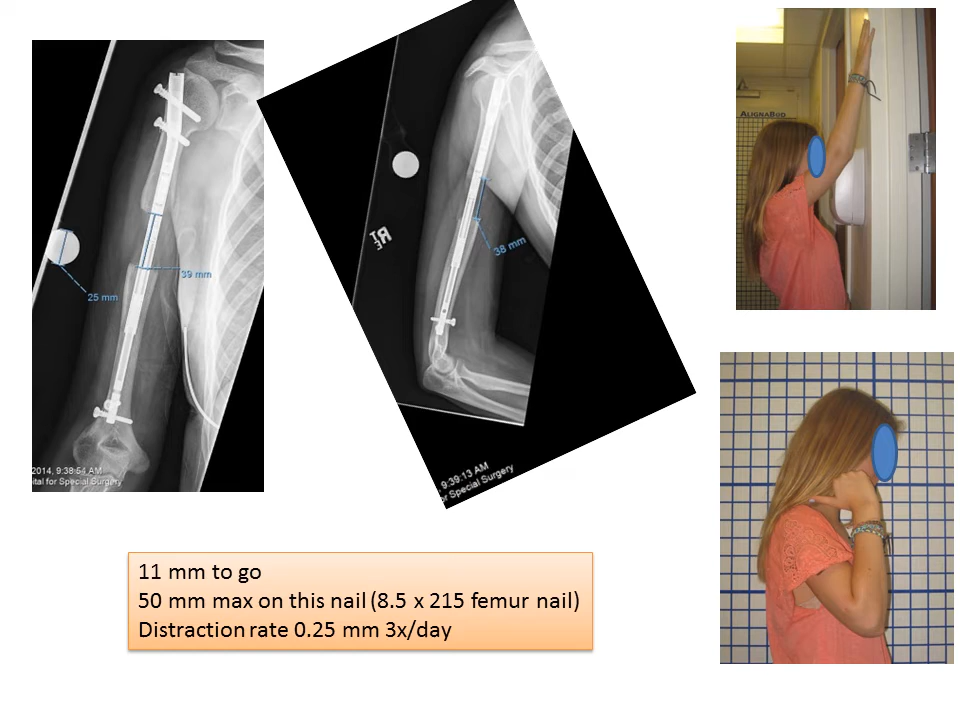 39 mm
25 mm
2014, 9:38:54 AM
ital for Special Surgery
RT
38 mm
9:39:13 AM
or Special Surgery
ALIGNABOD
11 mm to go
50 mm max on this nail (8.5 x 215 femur nail)
Distraction rate 0.25 mm 3x/day